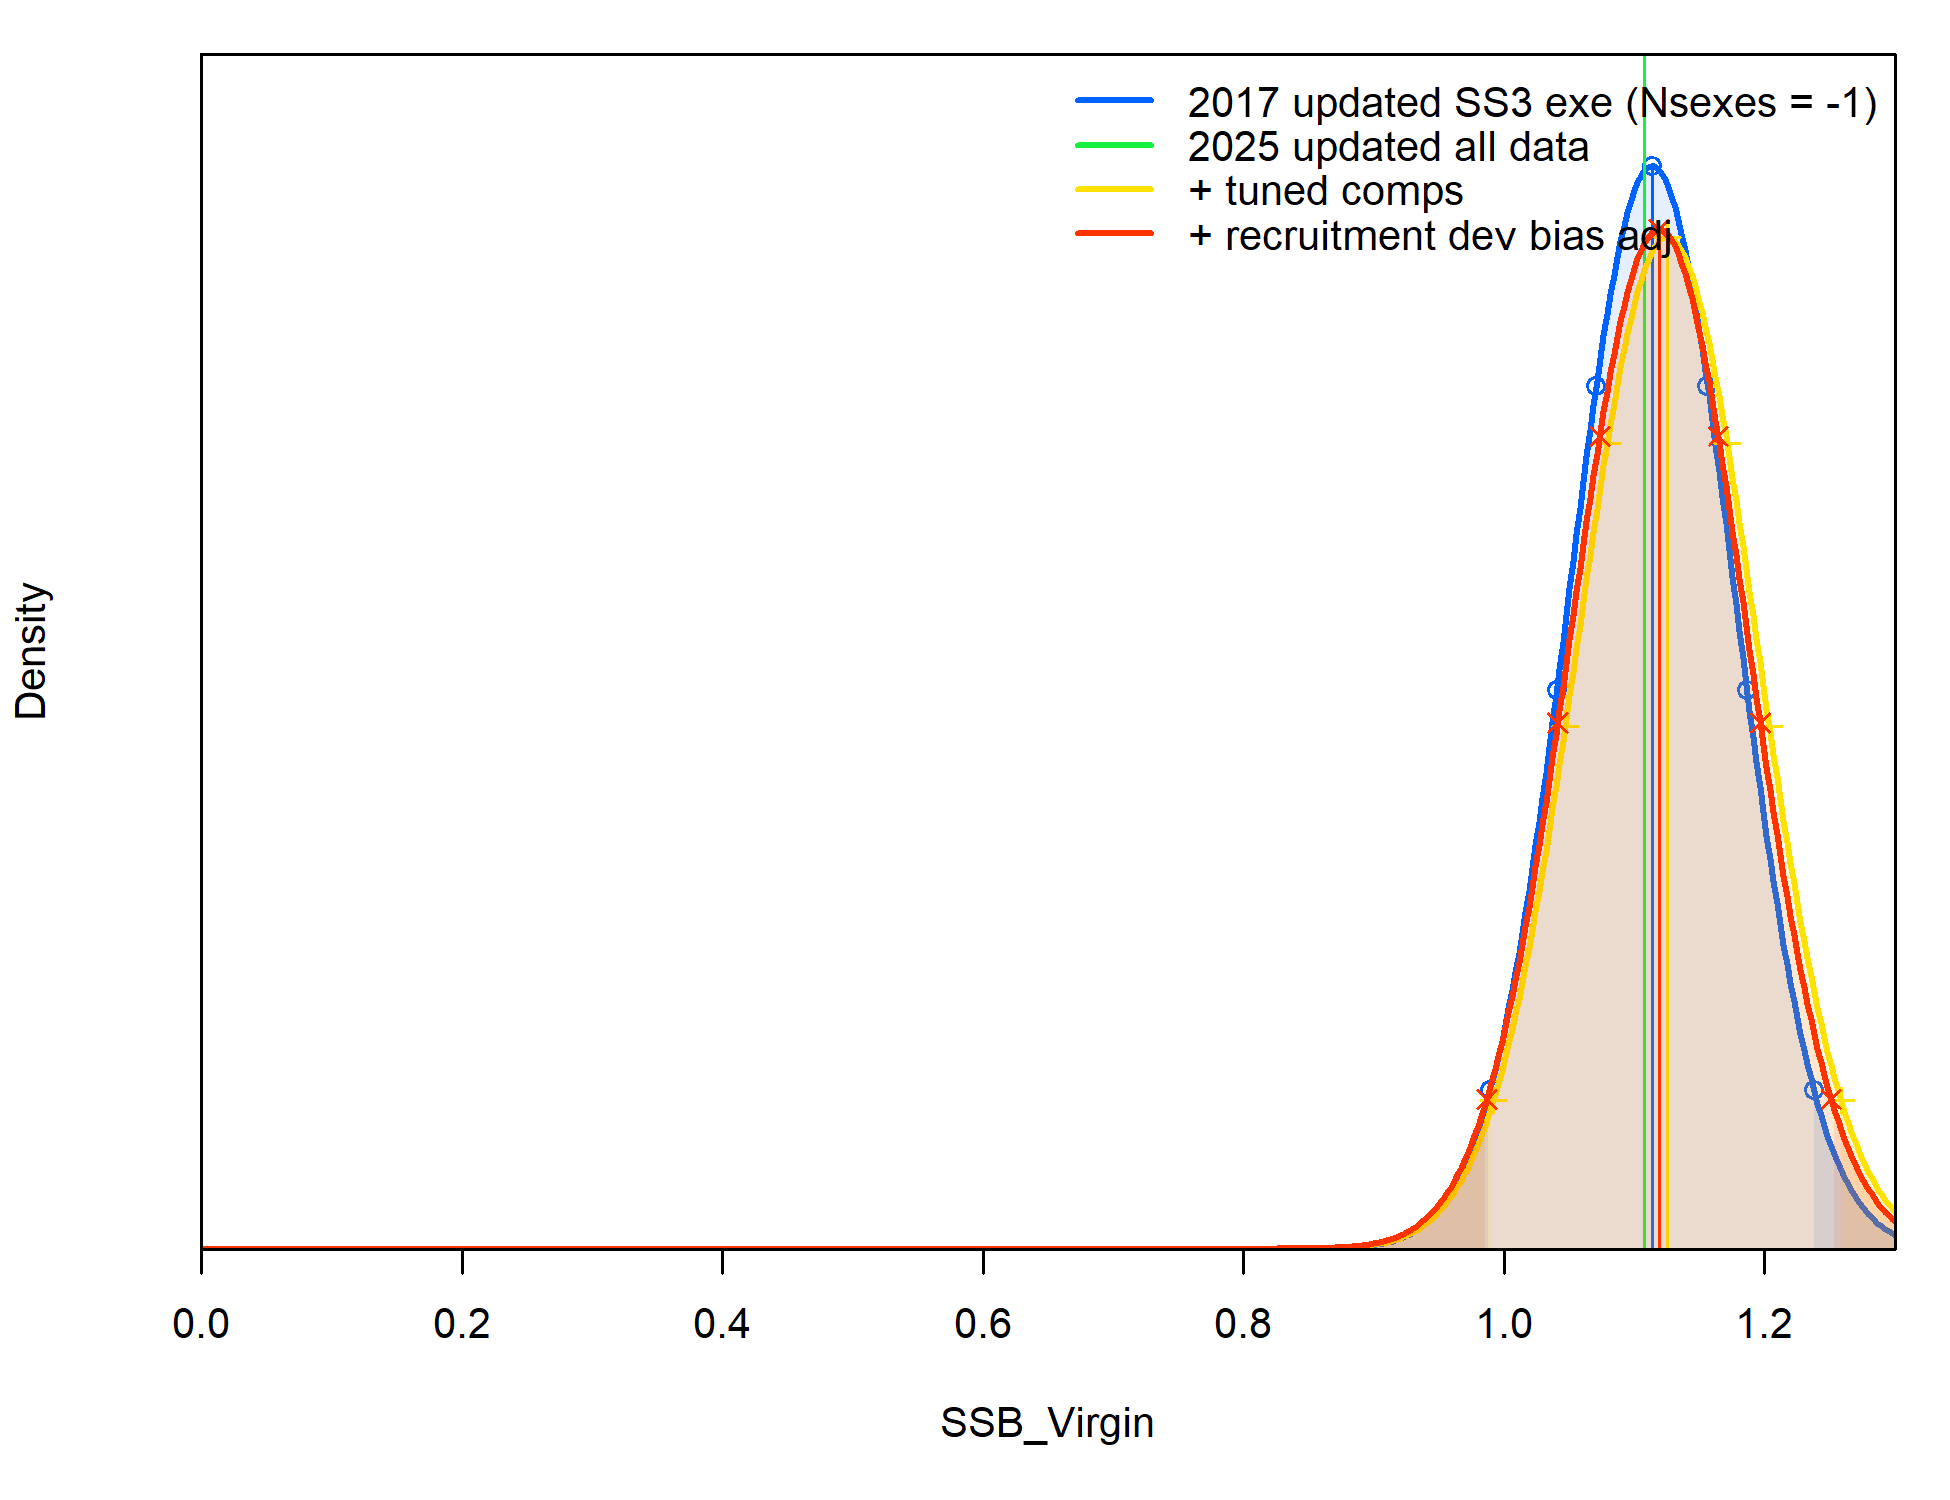 2017 updated SS3 exe (Nsexes = -1)
2025 updated all data
+ tuned comps
+ recruitment dev bias adj
Density
0.0 0.2 0.4 0.6 0.8 1.0 1.2
SSB_Virgin